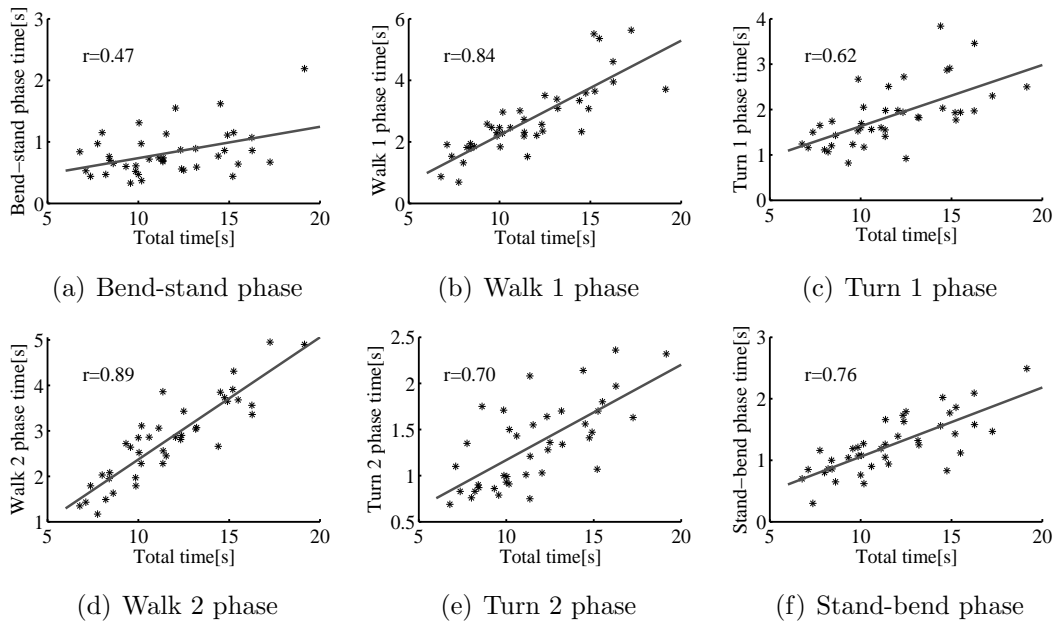 3
2
1
0
5
10
15
20
Bend-stand phase time[s]
r=0.47
Total time[s]
(a) Bend-stand phase
6
4
2
0
5
10
15
20
Walk 1 phase time[s]
r=0.84
Total time[s]
(b) Walk 1 phase
4
3
2
1
0
5
10
15
20
Turn 1 phase time[s]
r=0.62
Total time[s]
(c) Turn 1 phase
5
4
3
2
1
5
10
15
20
Walk 2 phase time[s]
r=0.89
Total time[s]
(d) Walk 2 phase
2.5
2
1.5
1
0.5
5
10
15
20
Turn 2 phase time[s]
r=0.70
Total time[s]
(e) Turn 2 phase
3
2
1
0
5
10
15
20
Stand-bend phase time[s]
r=0.76
Total time[s]
(f) Stand-bend phase